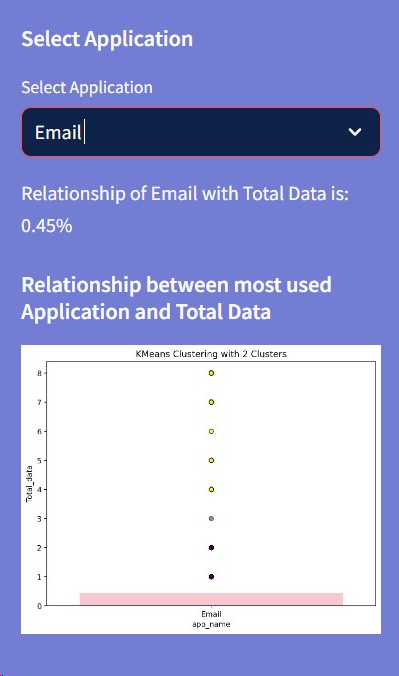 Select Application
Select Application
Email
Relationship of Email with Total Data is:
0.45%
Relationship between most used
Application and Total Data
KMeans Clustering with 2 Clusters
8
7
6
5
4
3
2
1
0
Total_data
Email
app_name